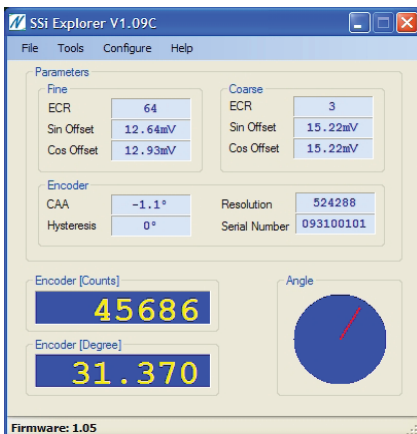 SSi Explorer V1.09C
File Tools Configure Help
Parameters
Fine
ECR 64
Sin Offset 12.64mV
Cos Offset 12.93mV
Coarse
ECR 3
Sin Offset 15.22mV
Cos Offset 15.22mV
Encoder
CAA -1.1°
Hysteresis 0°
Resolution 524288
Serial Number 093100101
Encoder [Counts]
45686
Encoder [Degree]
31.370
Angle
Firmware: 1.05